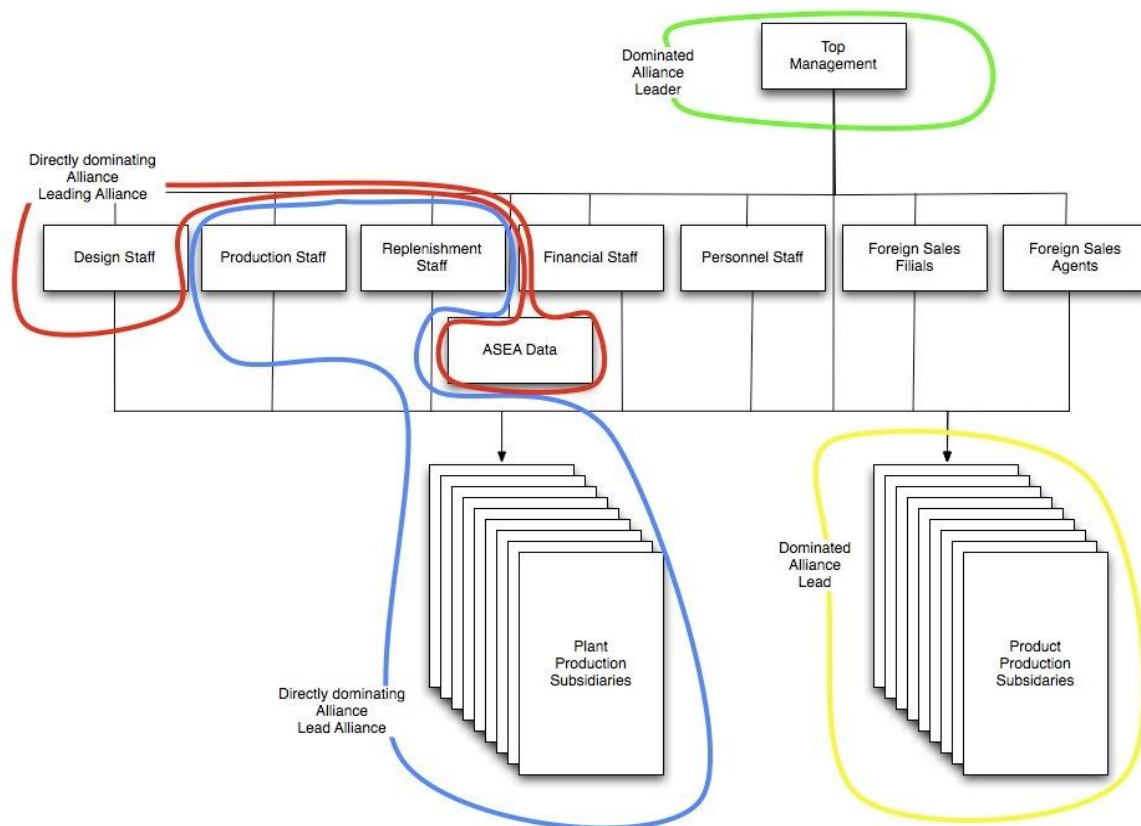 Top
Management
Dominated
Alliance
Leader
Directly dominating
Alliance
Leading Alliance
Design Staff
Production Staff
Replenishment
Staff
Financial Staff
Personnel Staff
Foreign Sales
Filials
Foreign Sales
Agents
ASEA Data
Dominated
Alliance
Lead
Plant
Production
Subsidiaries
Product
Production
Subsidaries
Directly dominating
Alliance
Lead Alliance